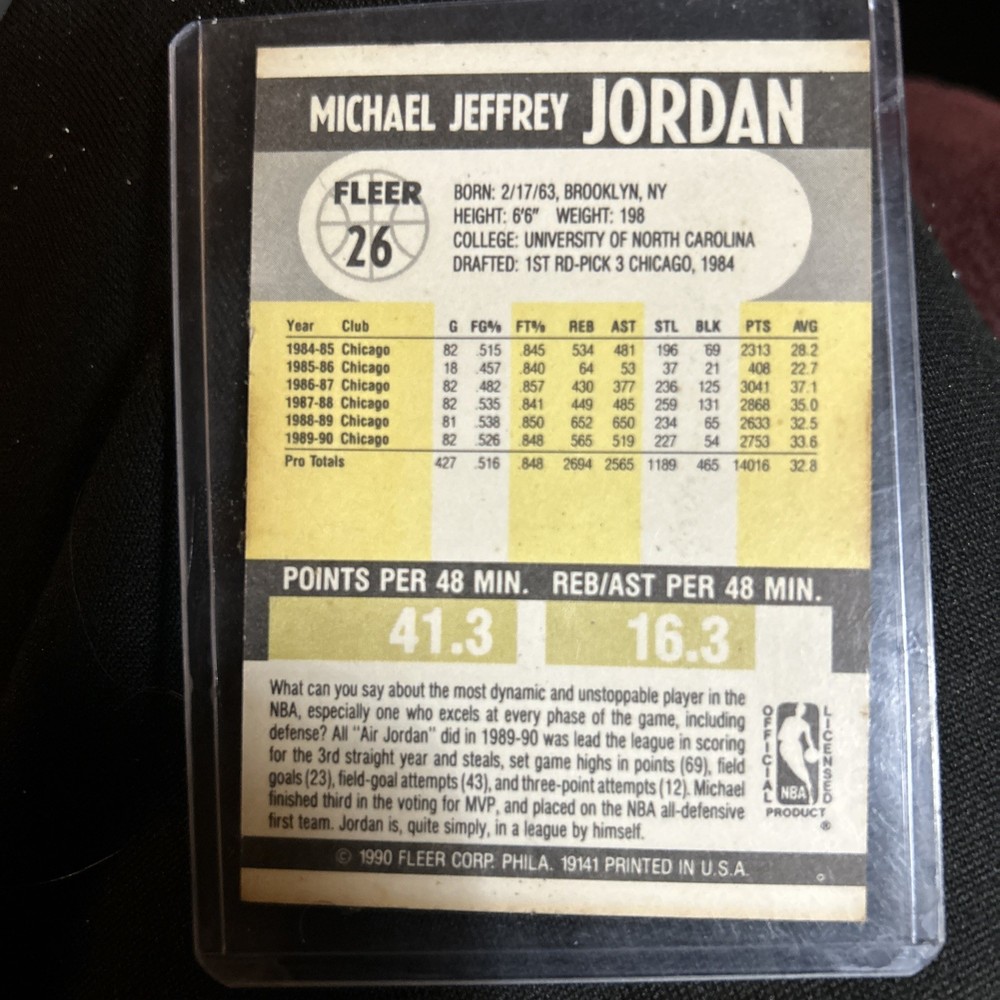 MICHAEL JEFFREY JORDAN
FLEER
26
BORN: 2/17/63, BROOKLYN, NY
HEIGHT: 6'6" WEIGHT: 198
COLLEGE: UNIVERSITY OF NORTH CAROLINA
DRAFTED: 1ST RD-PICK 3 CHICAGO, 1984
Year Club G FG% FT% REB AST STL BLK PTS AVG
1984-85 Chicago 82 .515 .845 534 481 196 69 2313 28.2
1985-86 Chicago 18 .457 .840 64 53 37 21 408 22.7
1986-87 Chicago 82 .482 .857 430 377 236 125 3041 37.1
1987-88 Chicago 82 .535 .841 449 485 259 131 2868 35.0
1988-89 Chicago 81 .538 .850 652 650 234 65 2633 32.5
1989-90 Chicago 82 .526 .848 565 519 227 54 2753 33.6
Pro Totals 427 .516 .848 2694 2565 1189 465 14016 32.8
POINTS PER 48 MIN. REB/AST PER 48 MIN.
41.3 16.3
What can you say about the most dynamic and unstoppable player in the
NBA, especially one who excels at every phase of the game, including
defense? All "Air Jordan" did in 1989-90 was lead the league in scoring
for the 3rd straight year and steals, set game highs in points (69), field
goals (23), field-goal attempts (43), and three-point attempts (12). Michael
finished third in the voting for MVP, and placed on the NBA all-defensive
first team. Jordan is, quite simply, in a league by himself.
OFFICIAL LICENSED
NBA
PRODUCT ®
© 1990 FLEER CORP. PHILA. 19141 PRINTED IN U.S.A.